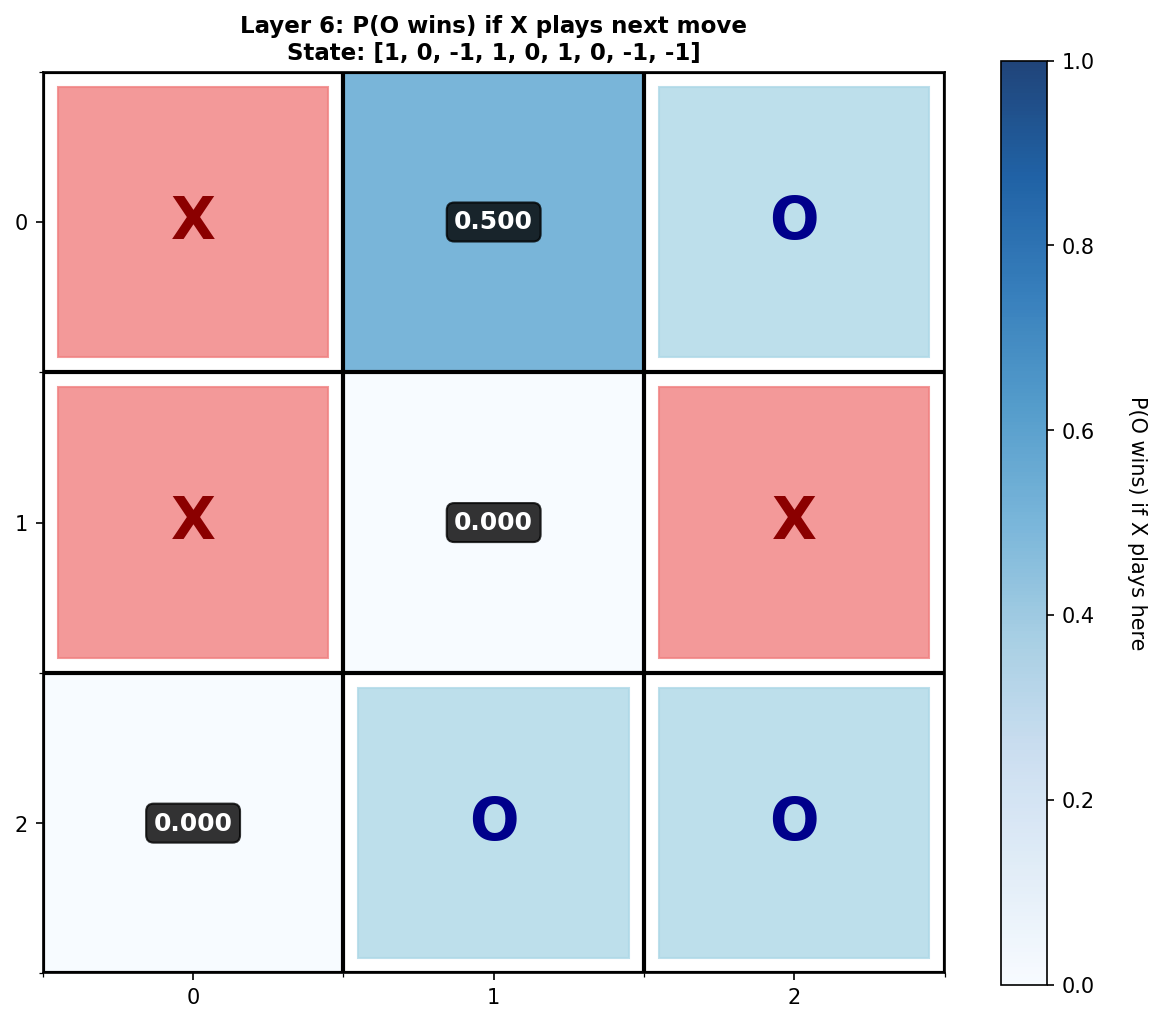 Layer 6: P(O wins) if X plays next move
State: [1, 0, -1, 1, 0, 1, 0, -1, -1]
0
X
0.500
O
1
X
0.000
X
2
0.000
O
O
0
1
2
1.0
0.8
0.6
0.4
0.2
0.0
P(O wins) if X plays here